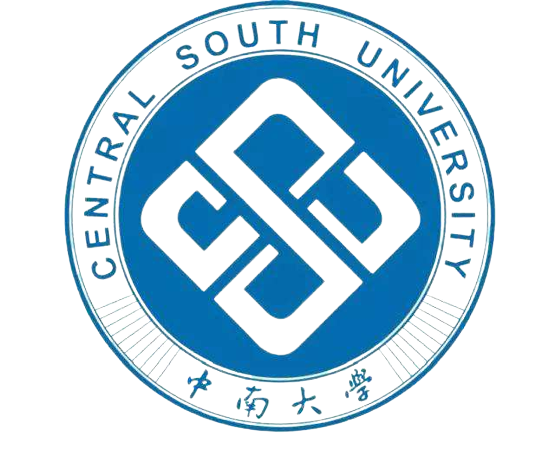 CENTRAL SOUTH UNIVERSITY
中南大学